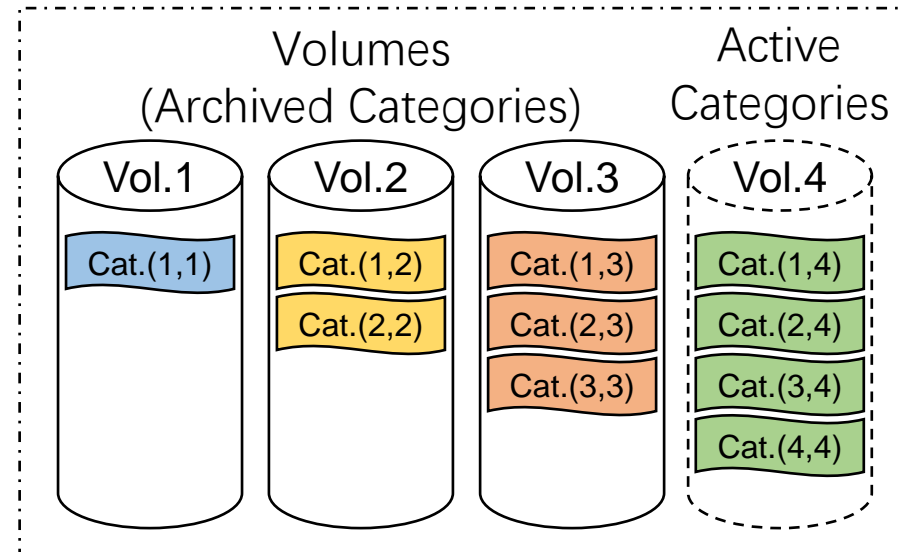 Volumes
(Archived Categories)
Active
Categories
Vol.1
Vol.2
Vol.3
Vol.4
Cat.(1,1)
Cat.(1,2)
Cat.(2,2)
Cat.(1,3)
Cat.(2,3)
Cat.(3,3)
Cat.(1,4)
Cat.(2,4)
Cat.(3,4)
Cat.(4,4)